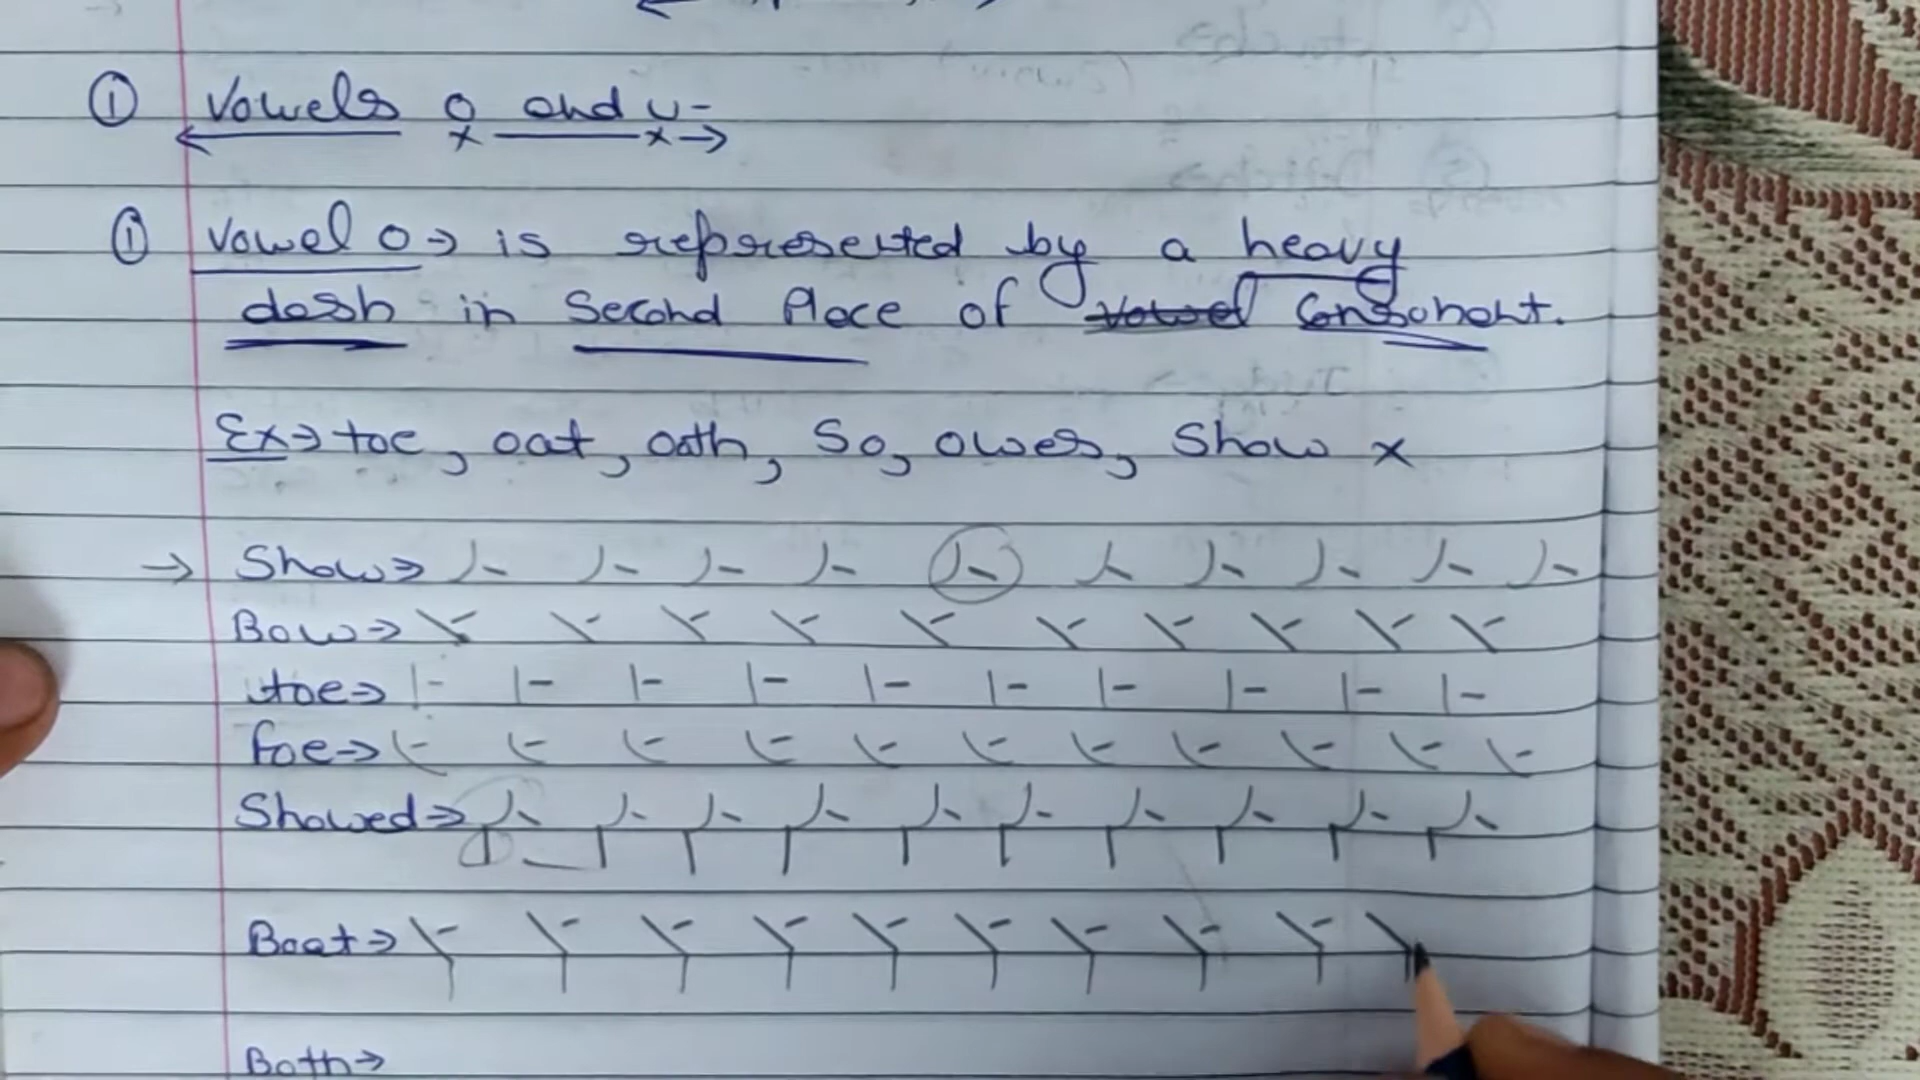 ① Vowels o and u-
① Vowel o → is represented by a heavy
dash in Second Place of Vowel Consonant.
Ex → toe, oat, oath, So, owes, Show x
→ Show →
Bow →
toe →
foe →
Showed →
Boat →
Both →